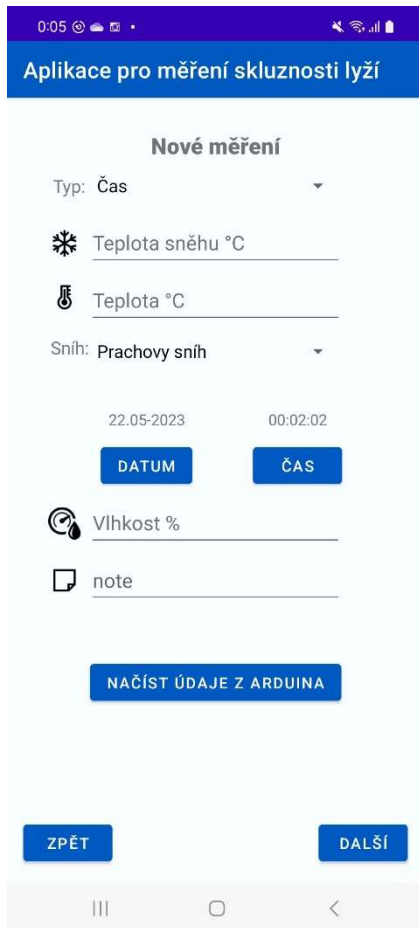 0:05
Aplikace pro měření skluznosti lyží
Nové měření
Typ: Čas
Teplota sněhu °C
Teplota °C
Sníh: Prachovy sníh
22.05-2023 00:02:02
DATUM ČAS
Vlhkost %
note
NAČÍST ÚDAJE Z ARDUINA
ZPĚT DALŠÍ